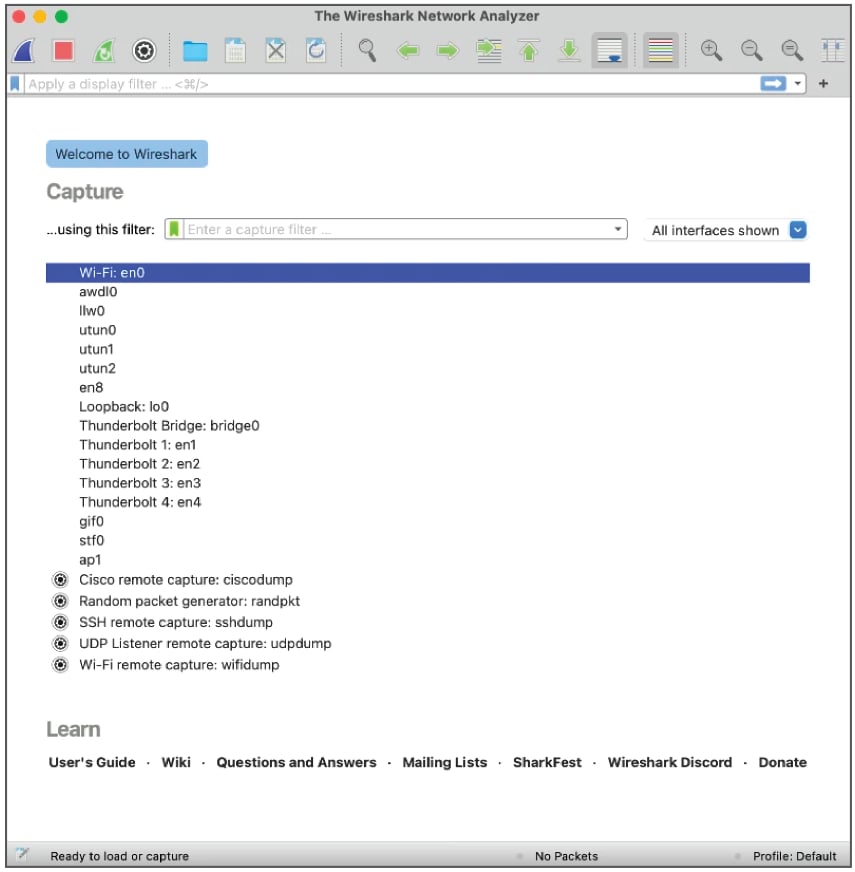 The Wireshark Network Analyzer
Apply a display filter ... <⌘/>
+
Welcome to Wireshark
Capture
...using this filter: Enter a capture filter ... All interfaces shown
Wi-Fi: en0
awdl0
llw0
utun0
utun1
utun2
en8
Loopback: lo0
Thunderbolt Bridge: bridge0
Thunderbolt 1: en1
Thunderbolt 2: en2
Thunderbolt 3: en3
Thunderbolt 4: en4
gif0
stf0
ap1
Cisco remote capture: ciscodump
Random packet generator: randpkt
SSH remote capture: sshdump
UDP Listener remote capture: udpdump
Wi-Fi remote capture: wifidump
Learn
User's Guide · Wiki · Questions and Answers · Mailing Lists · SharkFest · Wireshark Discord · Donate
Ready to load or capture No Packets Profile: Default